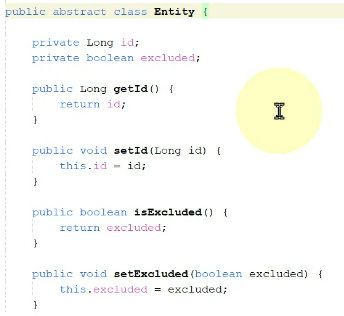 public abstract class Entity {
private Long id;
private boolean excluded;
public Long getId() {
return id;
}
public void setId(Long id) {
this.id = id;
}
public boolean isExcluded() {
return excluded;
}
public void setExcluded(boolean excluded) {
this.excluded = excluded;
}